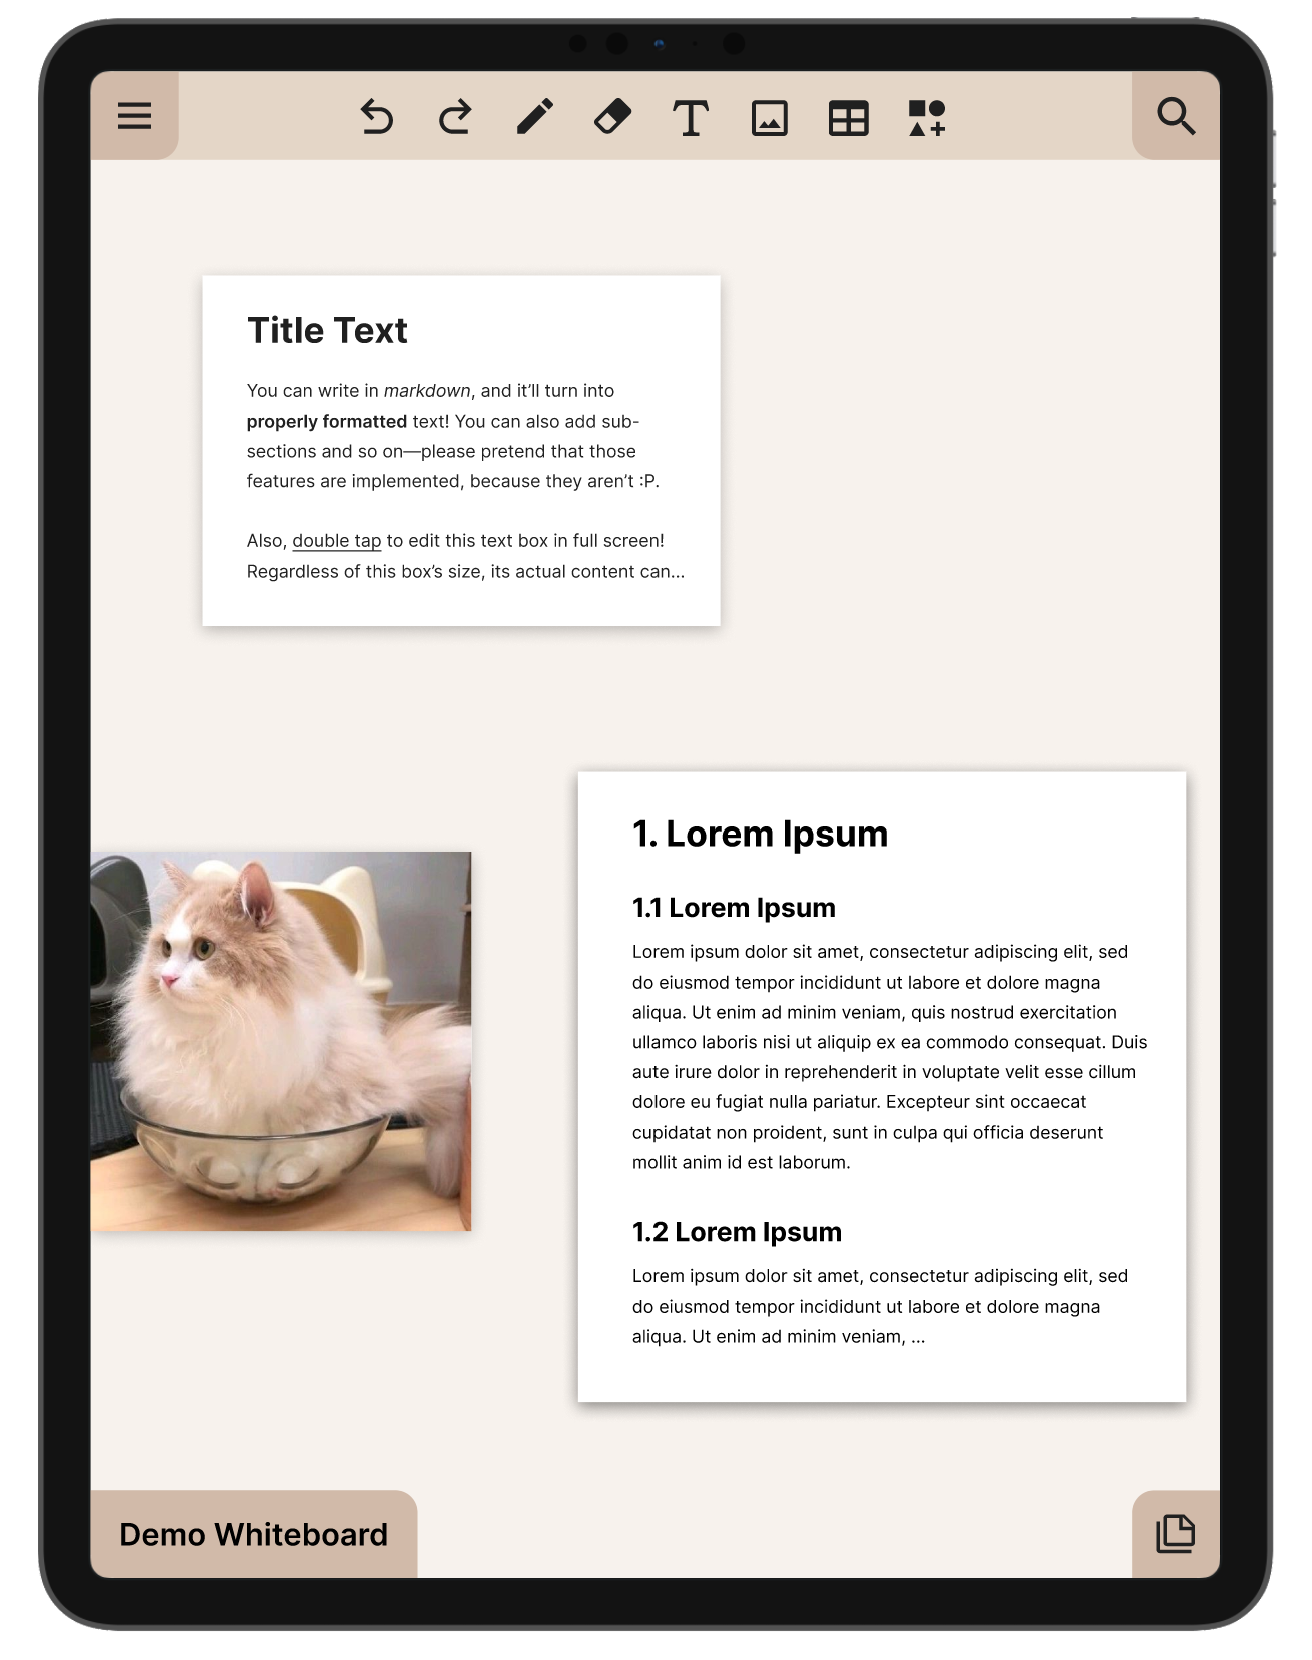 Title Text
You can write in markdown, and it’ll turn into
properly formatted text! You can also add sub-
sections and so on—please pretend that those
features are implemented, because they aren’t :P.
Also, double tap to edit this text box in full screen!
Regardless of this box’s size, its actual content can...
1. Lorem Ipsum
1.1 Lorem Ipsum
Lorem ipsum dolor sit amet, consectetur adipiscing elit, sed
do eiusmod tempor incididunt ut labore et dolore magna
aliqua. Ut enim ad minim veniam, quis nostrud exercitation
ullamco laboris nisi ut aliquip ex ea commodo consequat. Duis
aute irure dolor in reprehenderit in voluptate velit esse cillum
dolore eu fugiat nulla pariatur. Excepteur sint occaecat
cupidatat non proident, sunt in culpa qui officia deserunt
mollit anim id est laborum.
1.2 Lorem Ipsum
Lorem ipsum dolor sit amet, consectetur adipiscing elit, sed
do eiusmod tempor incididunt ut labore et dolore magna
aliqua. Ut enim ad minim veniam, ...
Demo Whiteboard